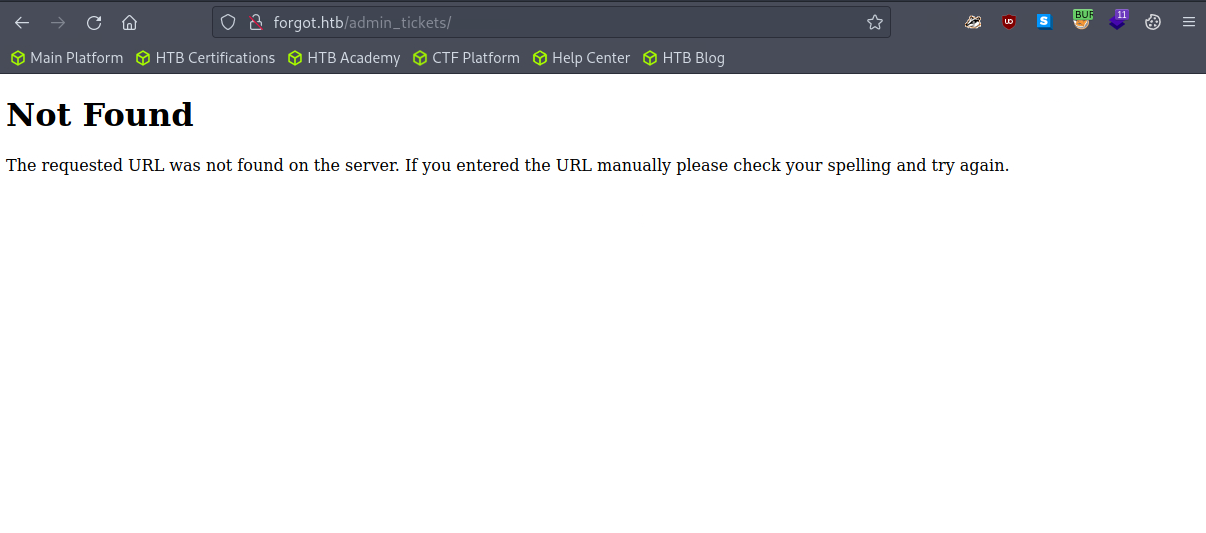 forgot.htb/admin_tickets/
BUF
11
UO
S
Main Platform HTB Certifications HTB Academy CTF Platform Help Center HTB Blog
Not Found
The requested URL was not found on the server. If you entered the URL manually please check your spelling and try again.